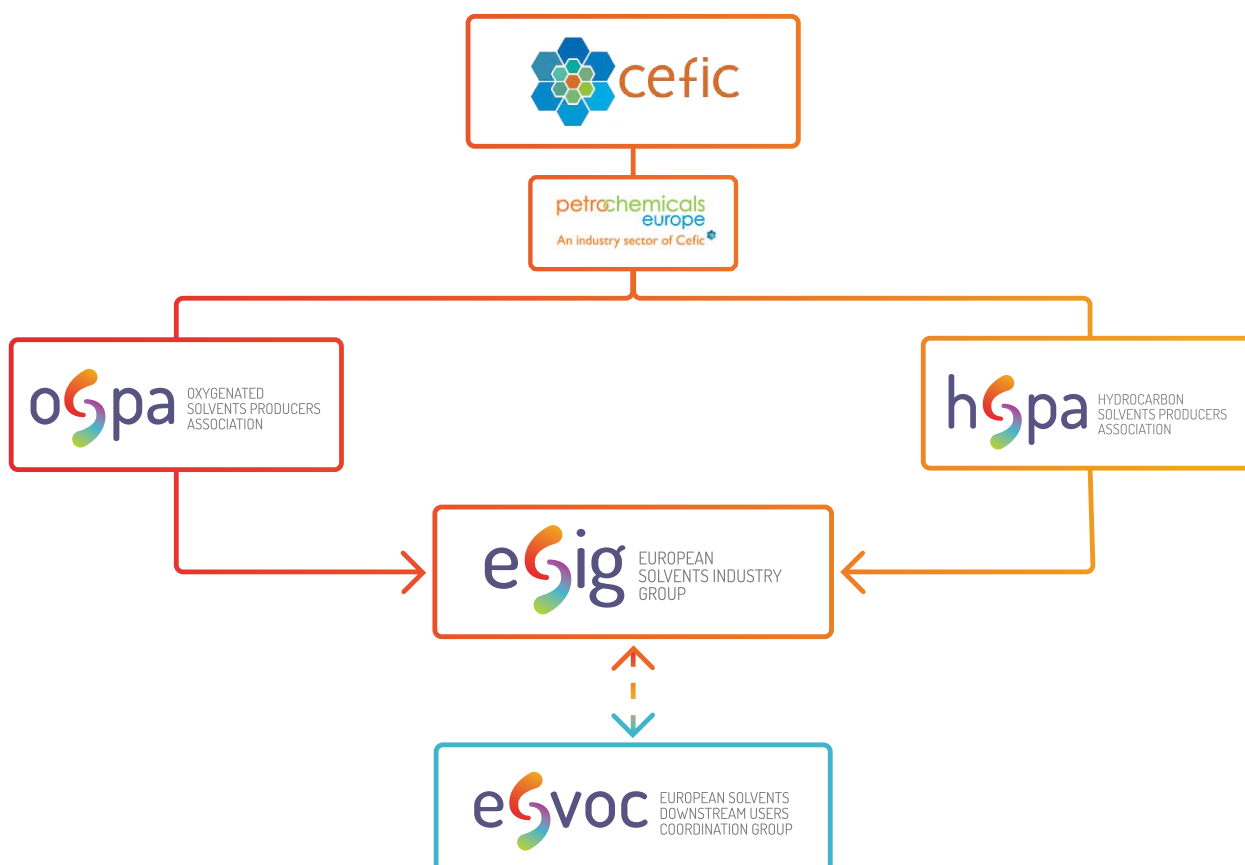 cefic
petrochemicals
europe
An industry sector of Cefic
ospa
OXYGENATED
SOLVENTS PRODUCERS
ASSOCIATION
hspa
HYDROCARBON
SOLVENTS PRODUCERS
ASSOCIATION
esig
EUROPEAN
SOLVENTS INDUSTRY
GROUP
esvoc
EUROPEAN SOLVENTS
DOWNSTREAM USERS
COORDINATION GROUP